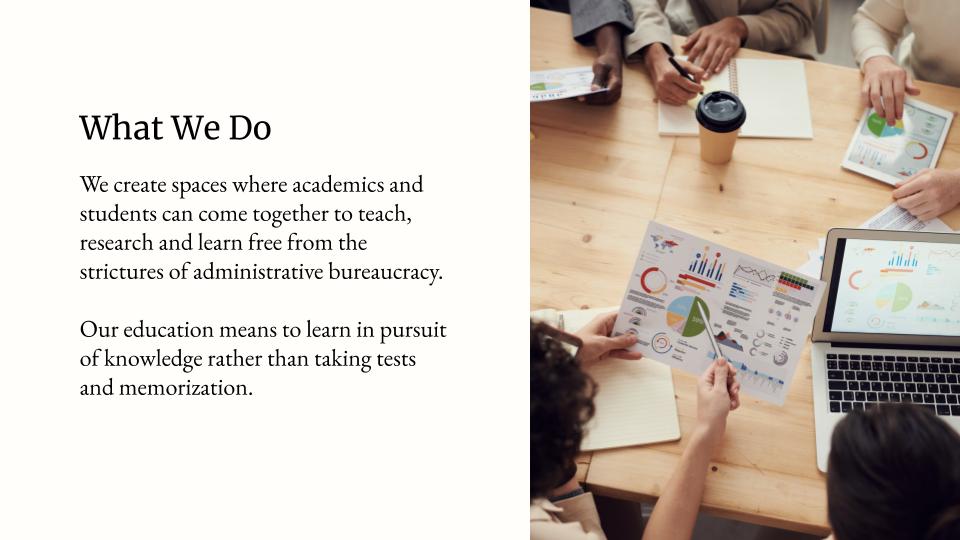 What We Do
We create spaces where academics and
students can come together to teach,
research and learn free from the
strictures of administrative bureaucracy.
Our education means to learn in pursuit
of knowledge rather than taking tests
and memorization.